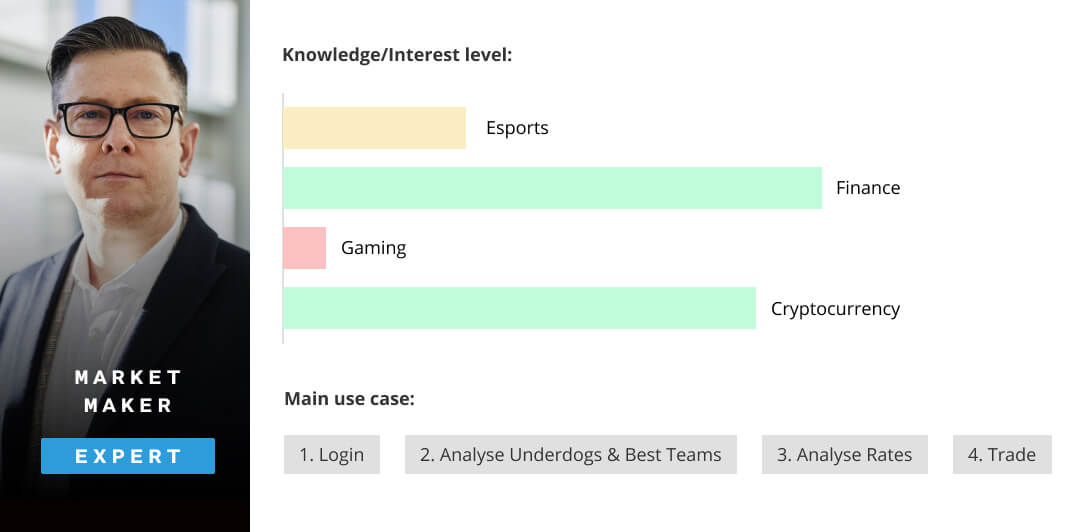 MARKET
MAKER
EXPERT
Knowledge/Interest level:
Esports
Finance
Gaming
Cryptocurrency
Main use case:
1. Login
2. Analyse Underdogs & Best Teams
3. Analyse Rates
4. Trade